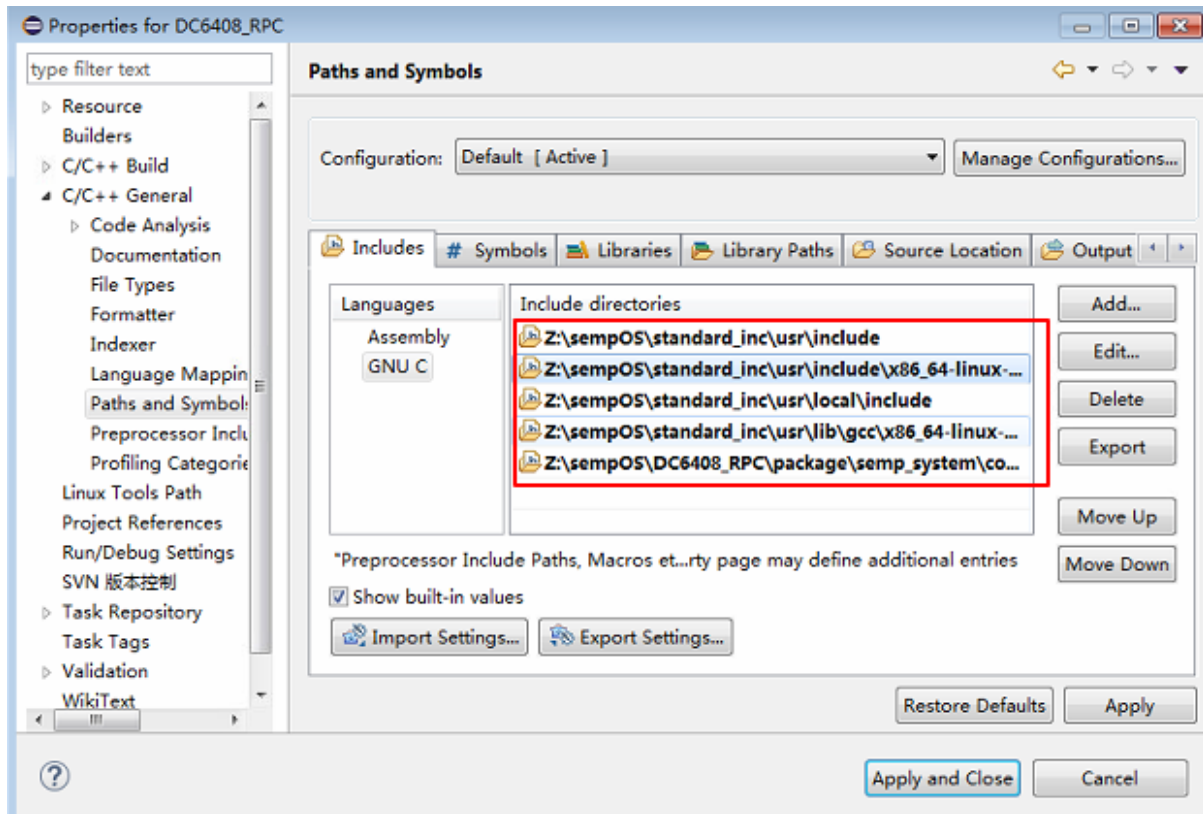 Properties for DC6408_RPC
type filter text
Resource
Builders
C/C++ Build
C/C++ General
Code Analysis
Documentation
File Types
Formatter
Indexer
Language Mappin
Paths and Symbol
Preprocessor Inclu
Profiling Categorie
Linux Tools Path
Project References
Run/Debug Settings
SVN 版本控制
Task Repository
Task Tags
Validation
WikiText
Paths and Symbols
Configuration: Default [ Active ] Manage Configurations...
Includes # Symbols Libraries Library Paths Source Location Output
Languages
Assembly
GNU C
Include directories
Z:\sempOS\standard_inc\usr\include
Z:\sempOS\standard_inc\usr\include\x86_64-linux-...
Z:\sempOS\standard_inc\usr\local\include
Z:\sempOS\standard_inc\usr\lib\gcc\x86_64-linux-...
Z:\sempOS\DC6408_RPC\package\semp_system\co...
Add...
Edit...
Delete
Export
Move Up
Move Down
"Preprocessor Include Paths, Macros et...rty page may define additional entries
Show built-in values
Import Settings... Export Settings...
Restore Defaults Apply
? Apply and Close Cancel